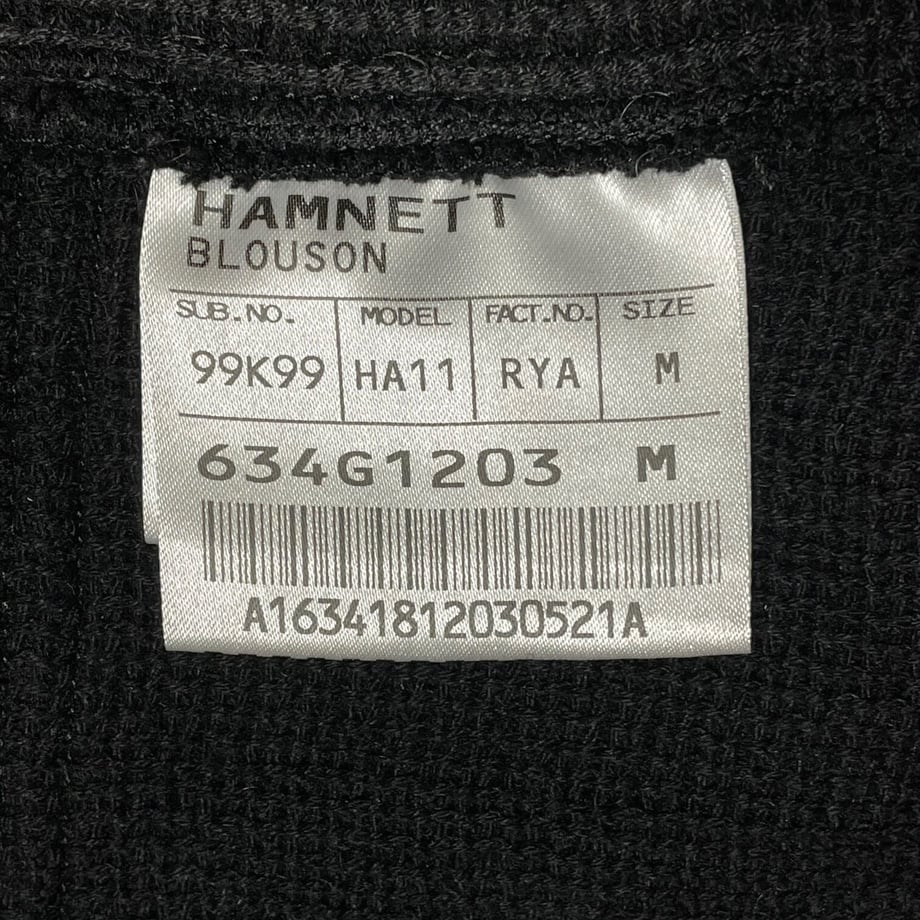 HAMNETT
BLOUSON
SUB.NO. MODEL FACT.NO. SIZE
99K99 HA11 RYA M
634G1203 M
A16341812030521A